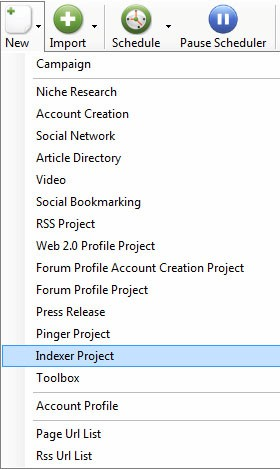 New Import Schedule Pause Scheduler
Campaign
Niche Research
Account Creation
Social Network
Article Directory
Video
Social Bookmarking
RSS Project
Web 2.0 Profile Project
Forum Profile Account Creation Project
Forum Profile Project
Press Release
Pinger Project
Indexer Project
Toolbox
Account Profile
Page Url List
Rss Url List